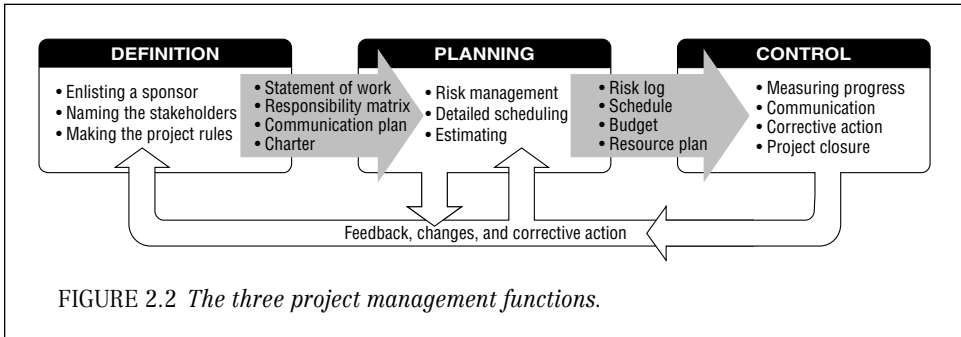 DEFINITION
• Enlisting a sponsor
• Naming the stakeholders
• Making the project rules
• Statement of work
• Responsibility matrix
• Communication plan
• Charter
PLANNING
• Risk management
• Detailed scheduling
• Estimating
• Risk log
• Schedule
• Budget
• Resource plan
CONTROL
• Measuring progress
• Communication
• Corrective action
• Project closure
Feedback, changes, and corrective action
FIGURE 2.2 The three project management functions.